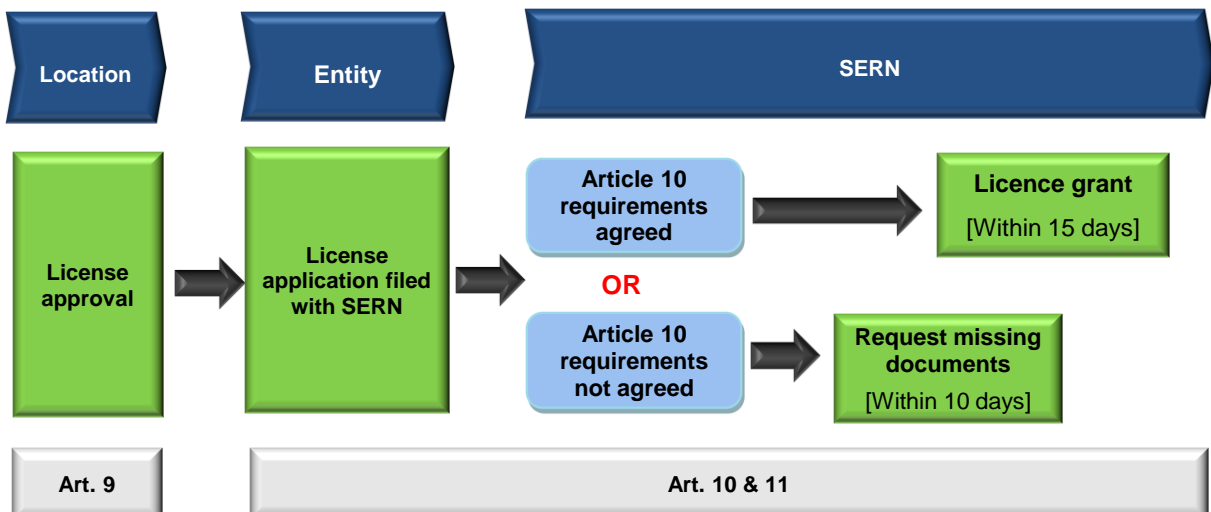 Location
Entity
SERN
License
approval
License
application filed
with SERN
Article 10
requirements
agreed
Licence grant
[Within 15 days]
OR
Article 10
requirements
not agreed
Request missing
documents
[Within 10 days]
Art. 9
Art. 10 & 11